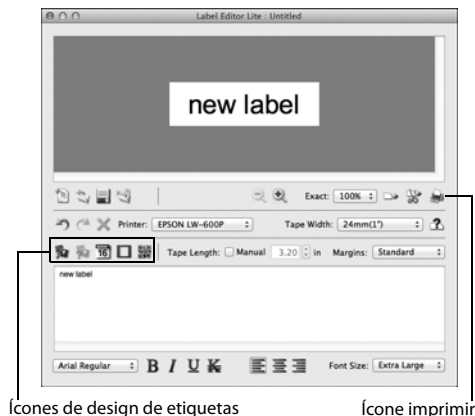 Label Editor Lite : Untitled
new label
Exact: 100%
Printer: EPSON LW-600P Tape Width: 24mm(1") ?
16 Tape Length: Manual 3.20 in Margins: Standard
new label
Arial Regular B I U K Font Size: Extra Large
Ícones de design de etiquetas Ícone imprimir